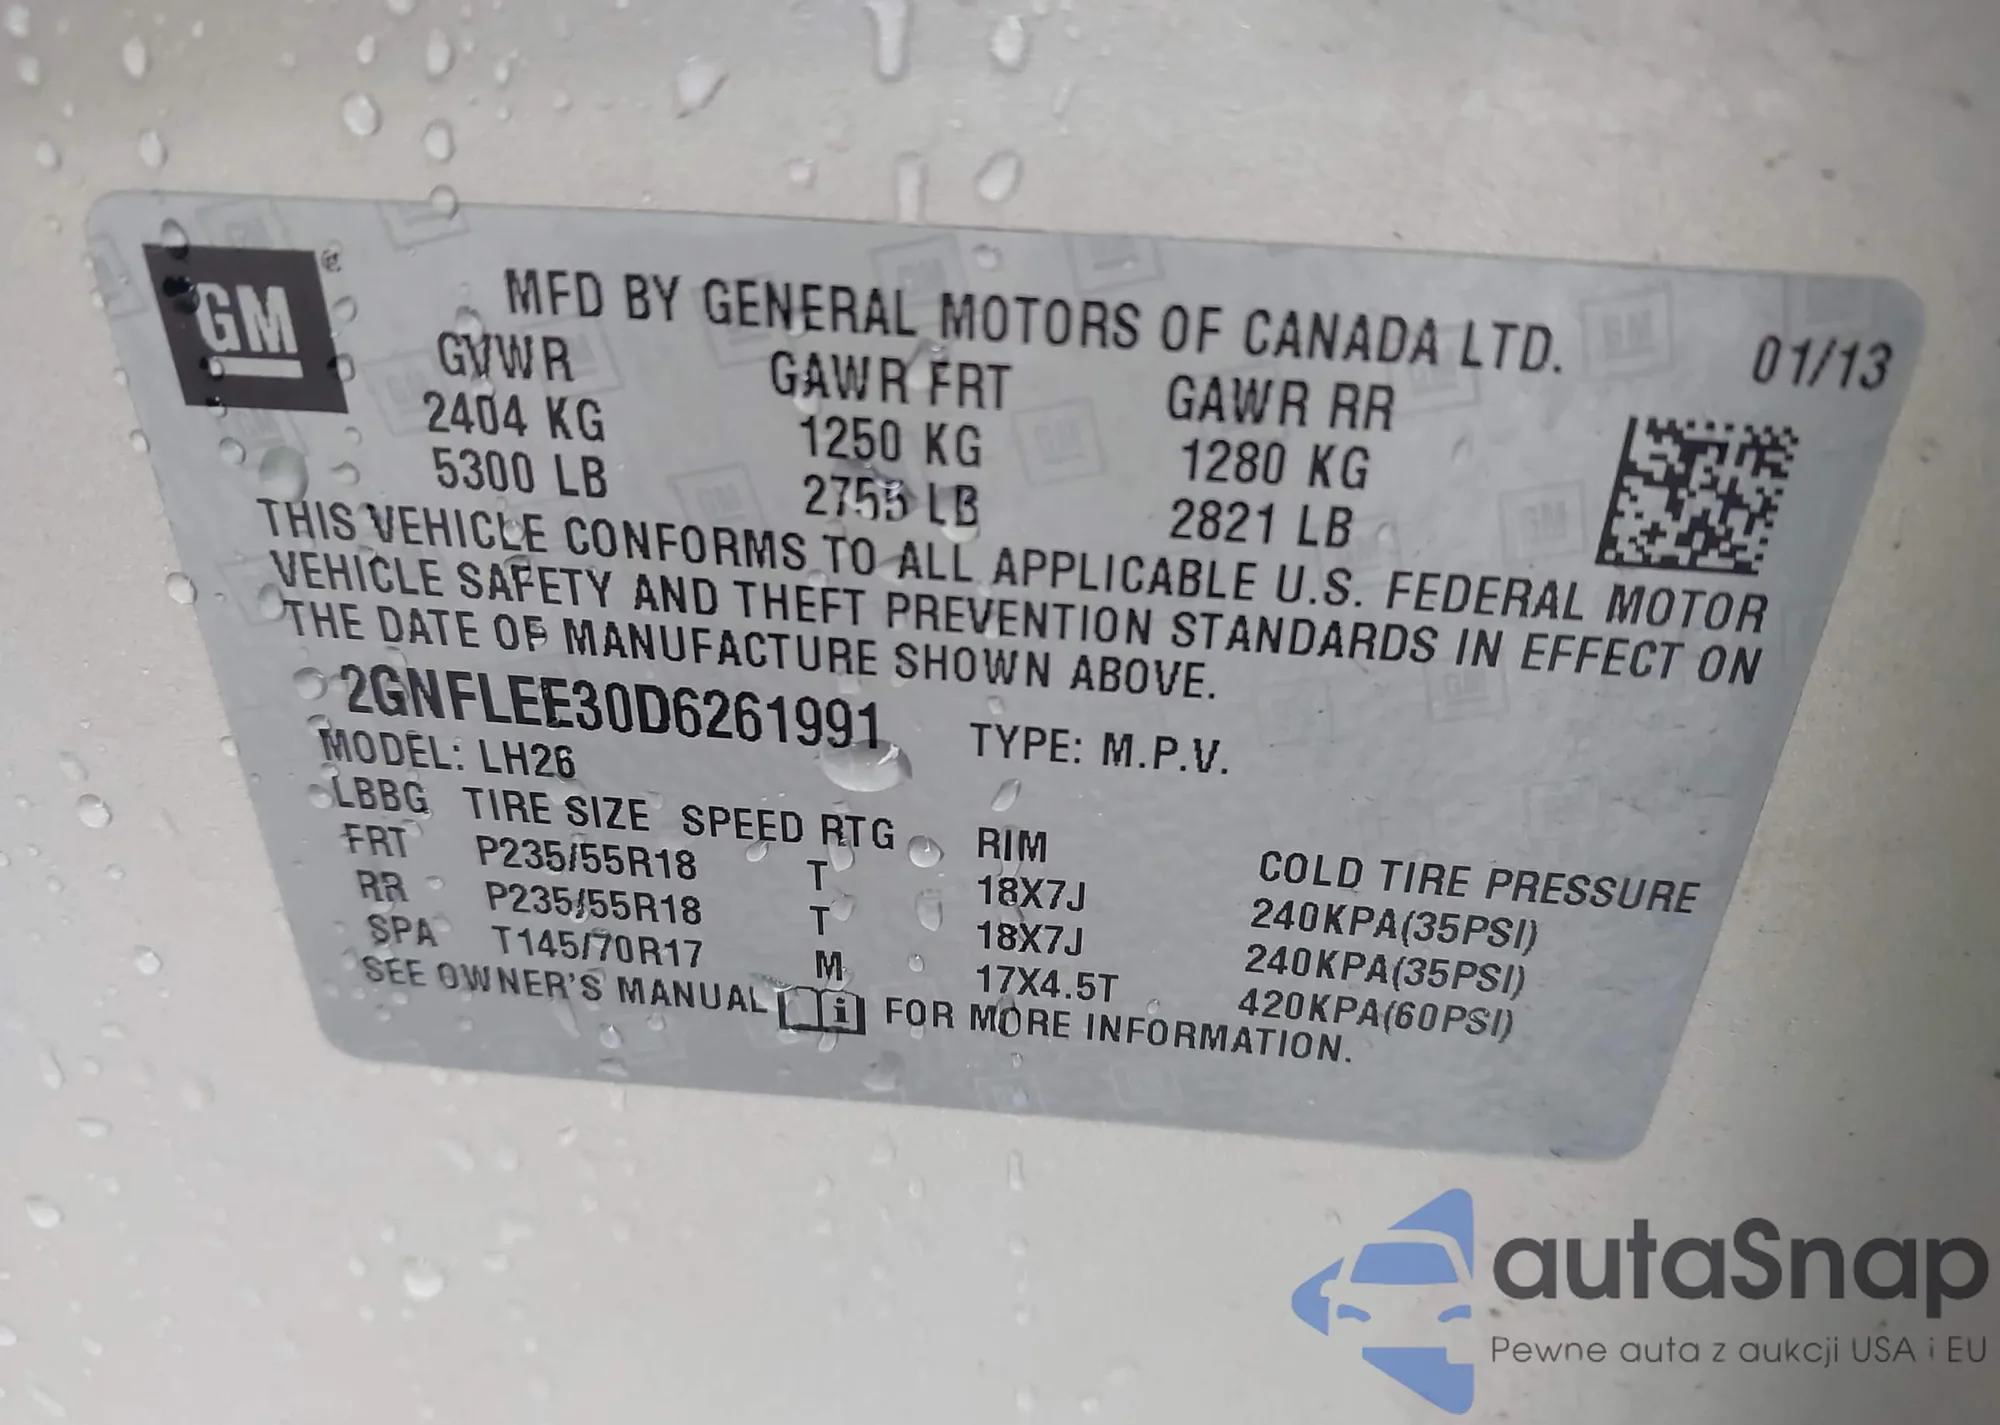 GM ®
MFD BY GENERAL MOTORS OF CANADA LTD.
01/13
GVWR GAWR FRT GAWR RR
2404 KG 1250 KG 1280 KG
5300 LB 2755 LB 2821 LB
THIS VEHICLE CONFORMS TO ALL APPLICABLE U.S. FEDERAL MOTOR
VEHICLE SAFETY AND THEFT PREVENTION STANDARDS IN EFFECT ON
THE DATE OF MANUFACTURE SHOWN ABOVE.
2GNFLEE30D6261991 TYPE: M.P.V.
MODEL: LH26
LBBG TIRE SIZE SPEED RTG RIM COLD TIRE PRESSURE
FRT P235/55R18 T 18X7J 240KPA(35PSI)
RR P235/55R18 T 18X7J 240KPA(35PSI)
SPA T145/70R17 M 17X4.5T 420KPA(60PSI)
SEE OWNER'S MANUAL i FOR MORE INFORMATION.
autaSnap
Pewne auta z aukcji USA i EU